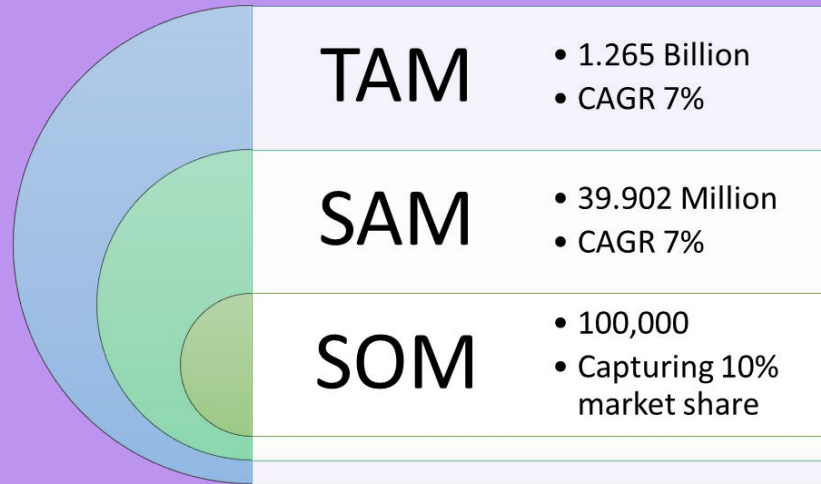 TAM
• 1.265 Billion
• CAGR 7%
SAM
• 39.902 Million
• CAGR 7%
SOM
• 100,000
• Capturing 10%
market share